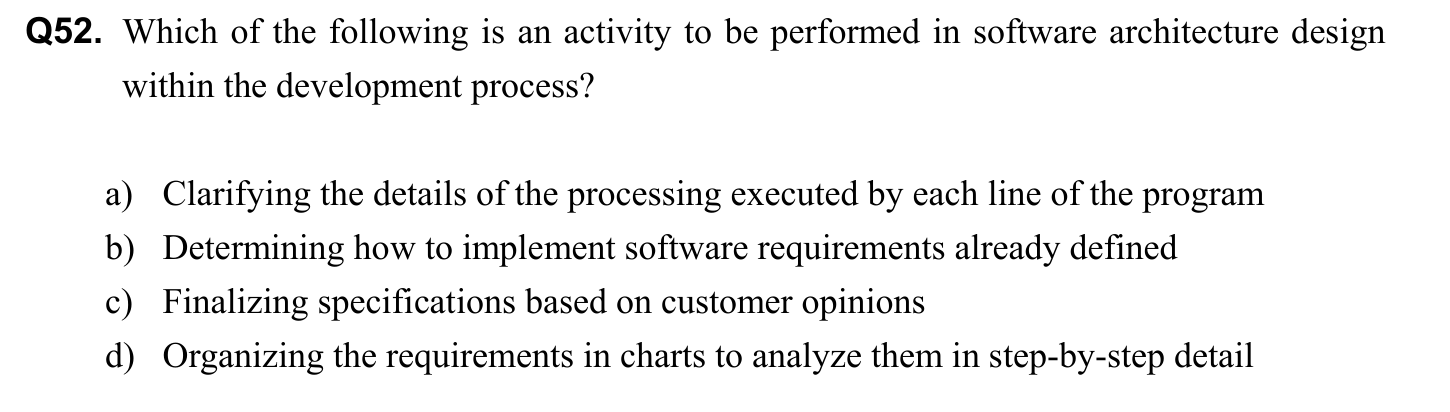 Q52. Which of the following is an activity to be performed in software architecture design
within the development process?
a) Clarifying the details of the processing executed by each line of the program
b) Determining how to implement software requirements already defined
c) Finalizing specifications based on customer opinions
d) Organizing the requirements in charts to analyze them in step-by-step detail